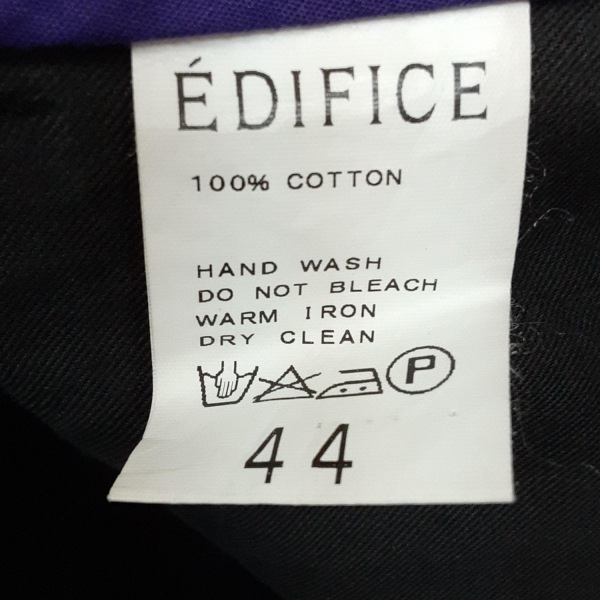 ÉDIFICE
100% COTTON
HAND WASH
DO NOT BLEACH
WARM IRON
DRY CLEAN
P
44